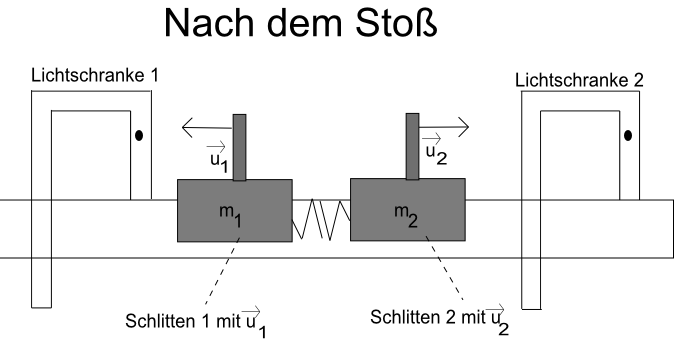 Nach dem Stoß
Lichtschranke 1
Lichtschranke 2
u1
u2
m1
m2
Schlitten 1 mit u1
Schlitten 2 mit u2